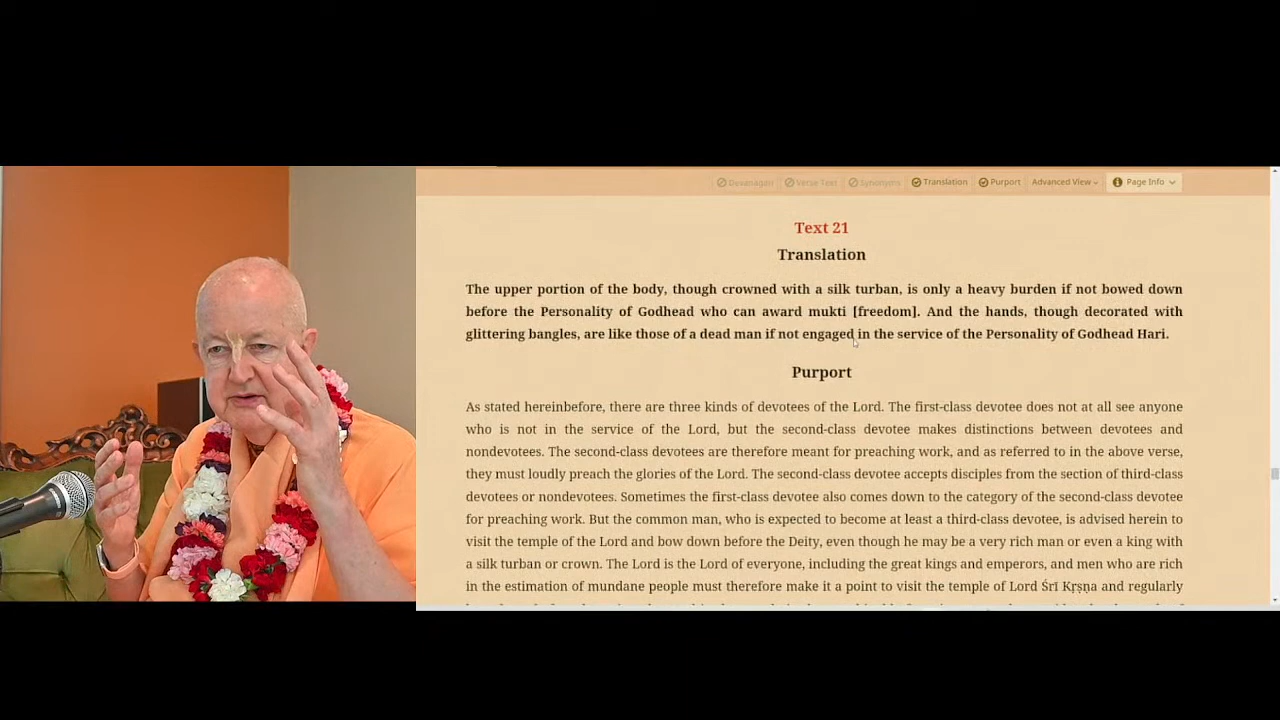 Devanagari Verse Text Synonyms Translation Purport Advanced View Page Info
Text 21
Translation
The upper portion of the body, though crowned with a silk turban, is only a heavy burden if not bowed down
before the Personality of Godhead who can award mukti [freedom]. And the hands, though decorated with
glittering bangles, are like those of a dead man if not engaged in the service of the Personality of Godhead Hari.
Purport
As stated hereinbefore, there are three kinds of devotees of the Lord. The first-class devotee does not at all see anyone
who is not in the service of the Lord, but the second-class devotee makes distinctions between devotees and
nondevotees. The second-class devotees are therefore meant for preaching work, and as referred to in the above verse,
they must loudly preach the glories of the Lord. The second-class devotee accepts disciples from the section of third-class
devotees or nondevotees. Sometimes the first-class devotee also comes down to the category of the second-class devotee
for preaching work. But the common man, who is expected to become at least a third-class devotee, is advised herein to
visit the temple of the Lord and bow down before the Deity, even though he may be a very rich man or even a king with
a silk turban or crown. The Lord is the Lord of everyone, including the great kings and emperors, and men who are rich
in the estimation of mundane people must therefore make it a point to visit the temple of Lord Śrī Kṛṣṇa and regularly